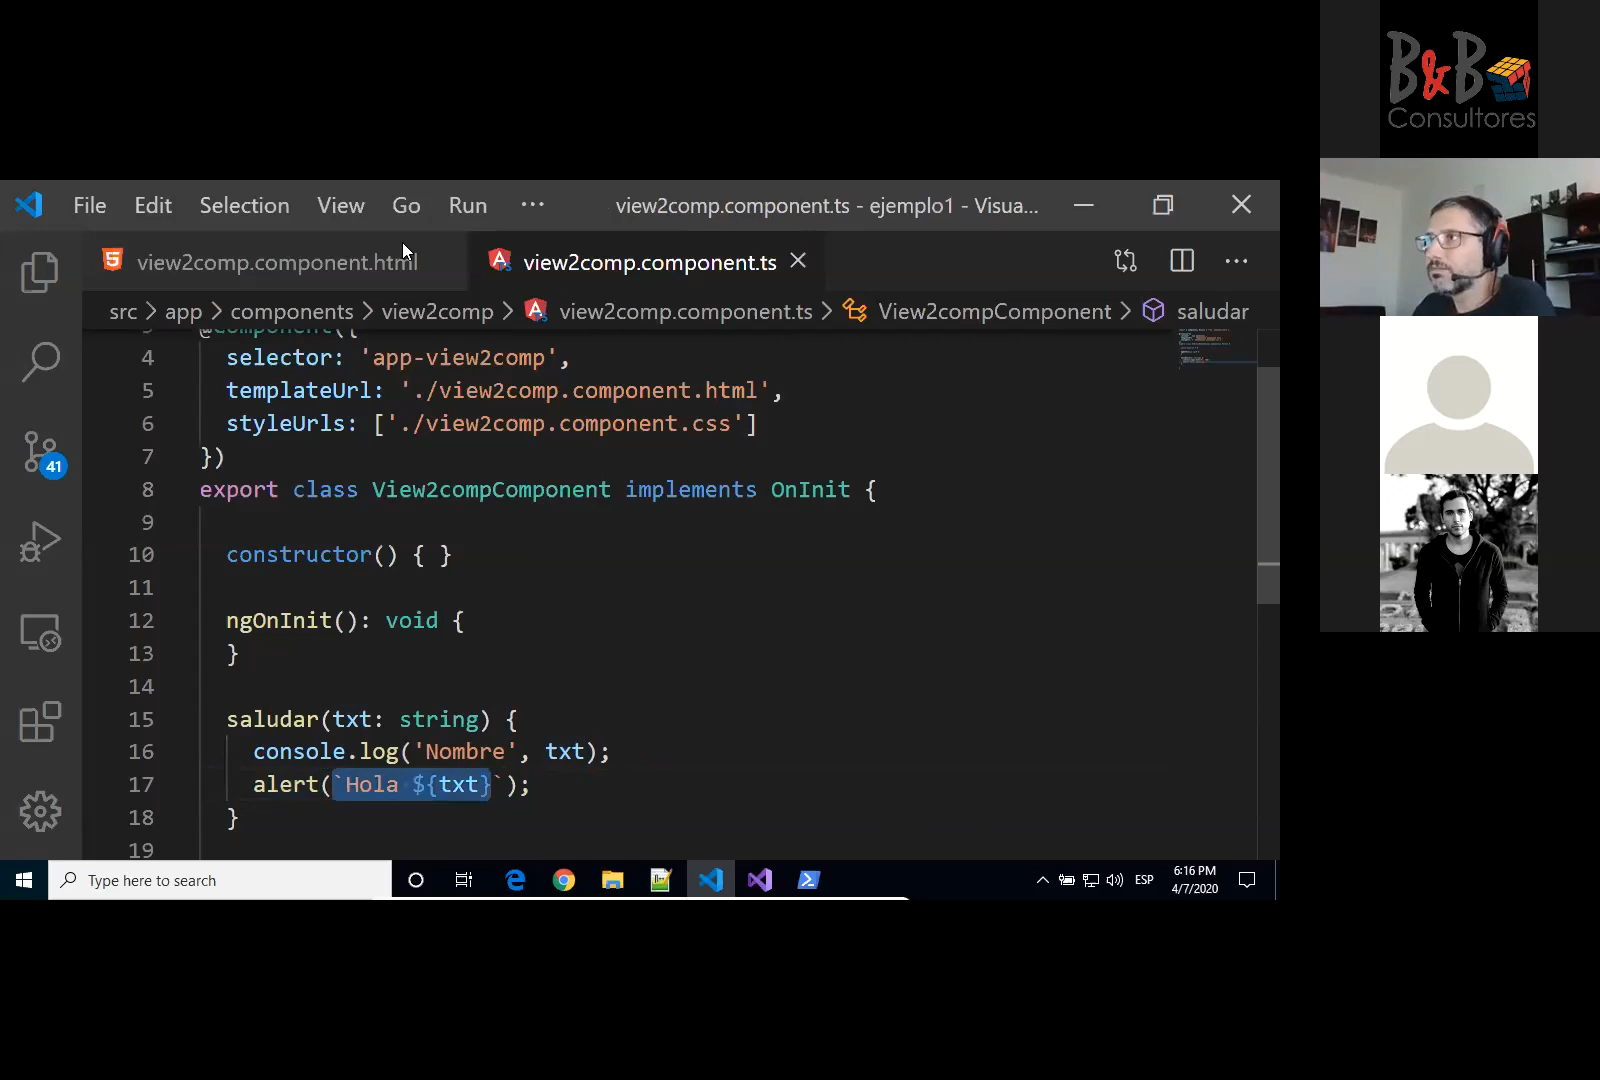 B&B
Consultores
File Edit Selection View Go Run ··· view2comp.component.ts - ejemplo1 - Visua...
view2comp.component.html view2comp.component.ts
src > app > components > view2comp > view2comp.component.ts > View2compComponent > saludar
3 @Component({
4 selector: 'app-view2comp',
5 templateUrl: './view2comp.component.html',
6 styleUrls: ['./view2comp.component.css']
7 })
8 export class View2compComponent implements OnInit {
9
10 constructor() { }
11
12 ngOnInit(): void {
13 }
14
15 saludar(txt: string) {
16 console.log('Nombre', txt);
17 alert(`Hola ${txt}`);
18 }
19
41
Type here to search ESP 6:16 PM
4/7/2020